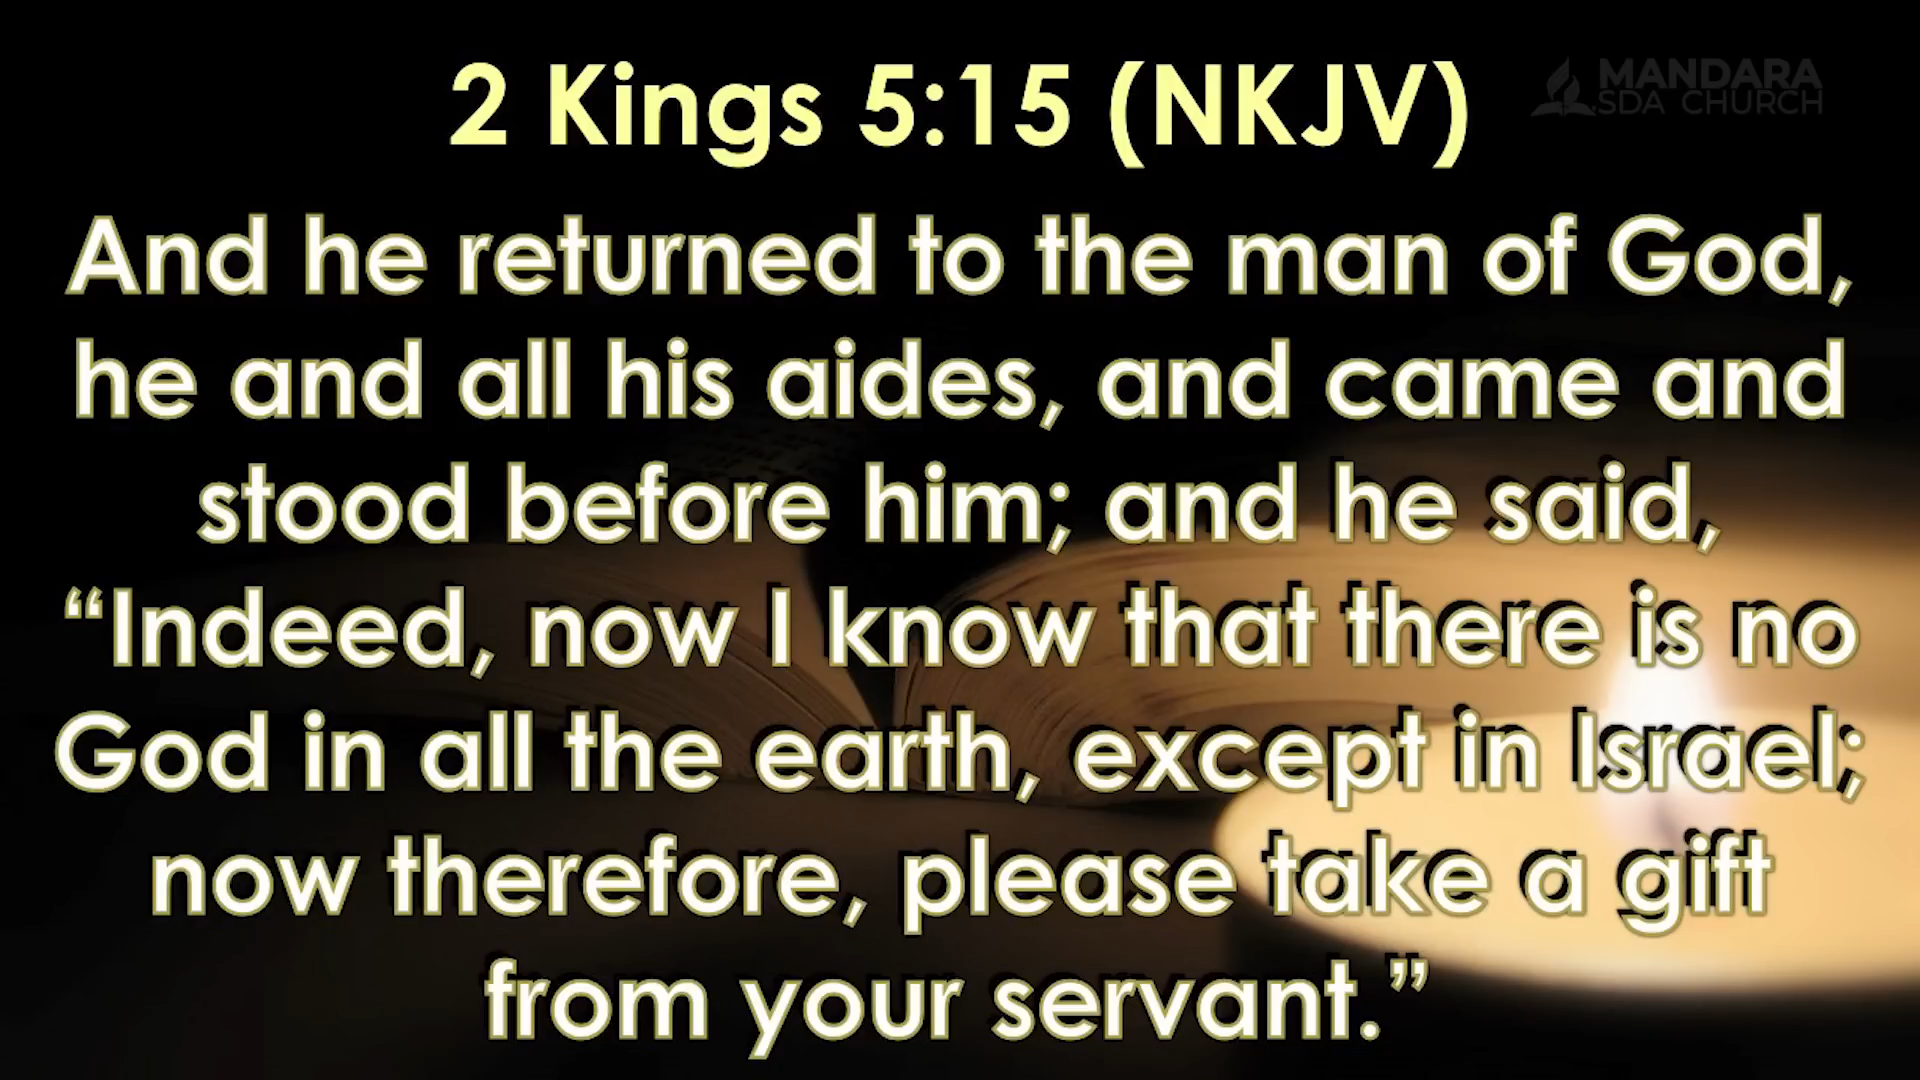 2 Kings 5:15 (NKJV)
MANDARA
SDA CHURCH
And he returned to the man of God,
he and all his aides, and came and
stood before him; and he said,
“Indeed, now I know that there is no
God in all the earth, except in Israel;
now therefore, please take a gift
from your servant.”